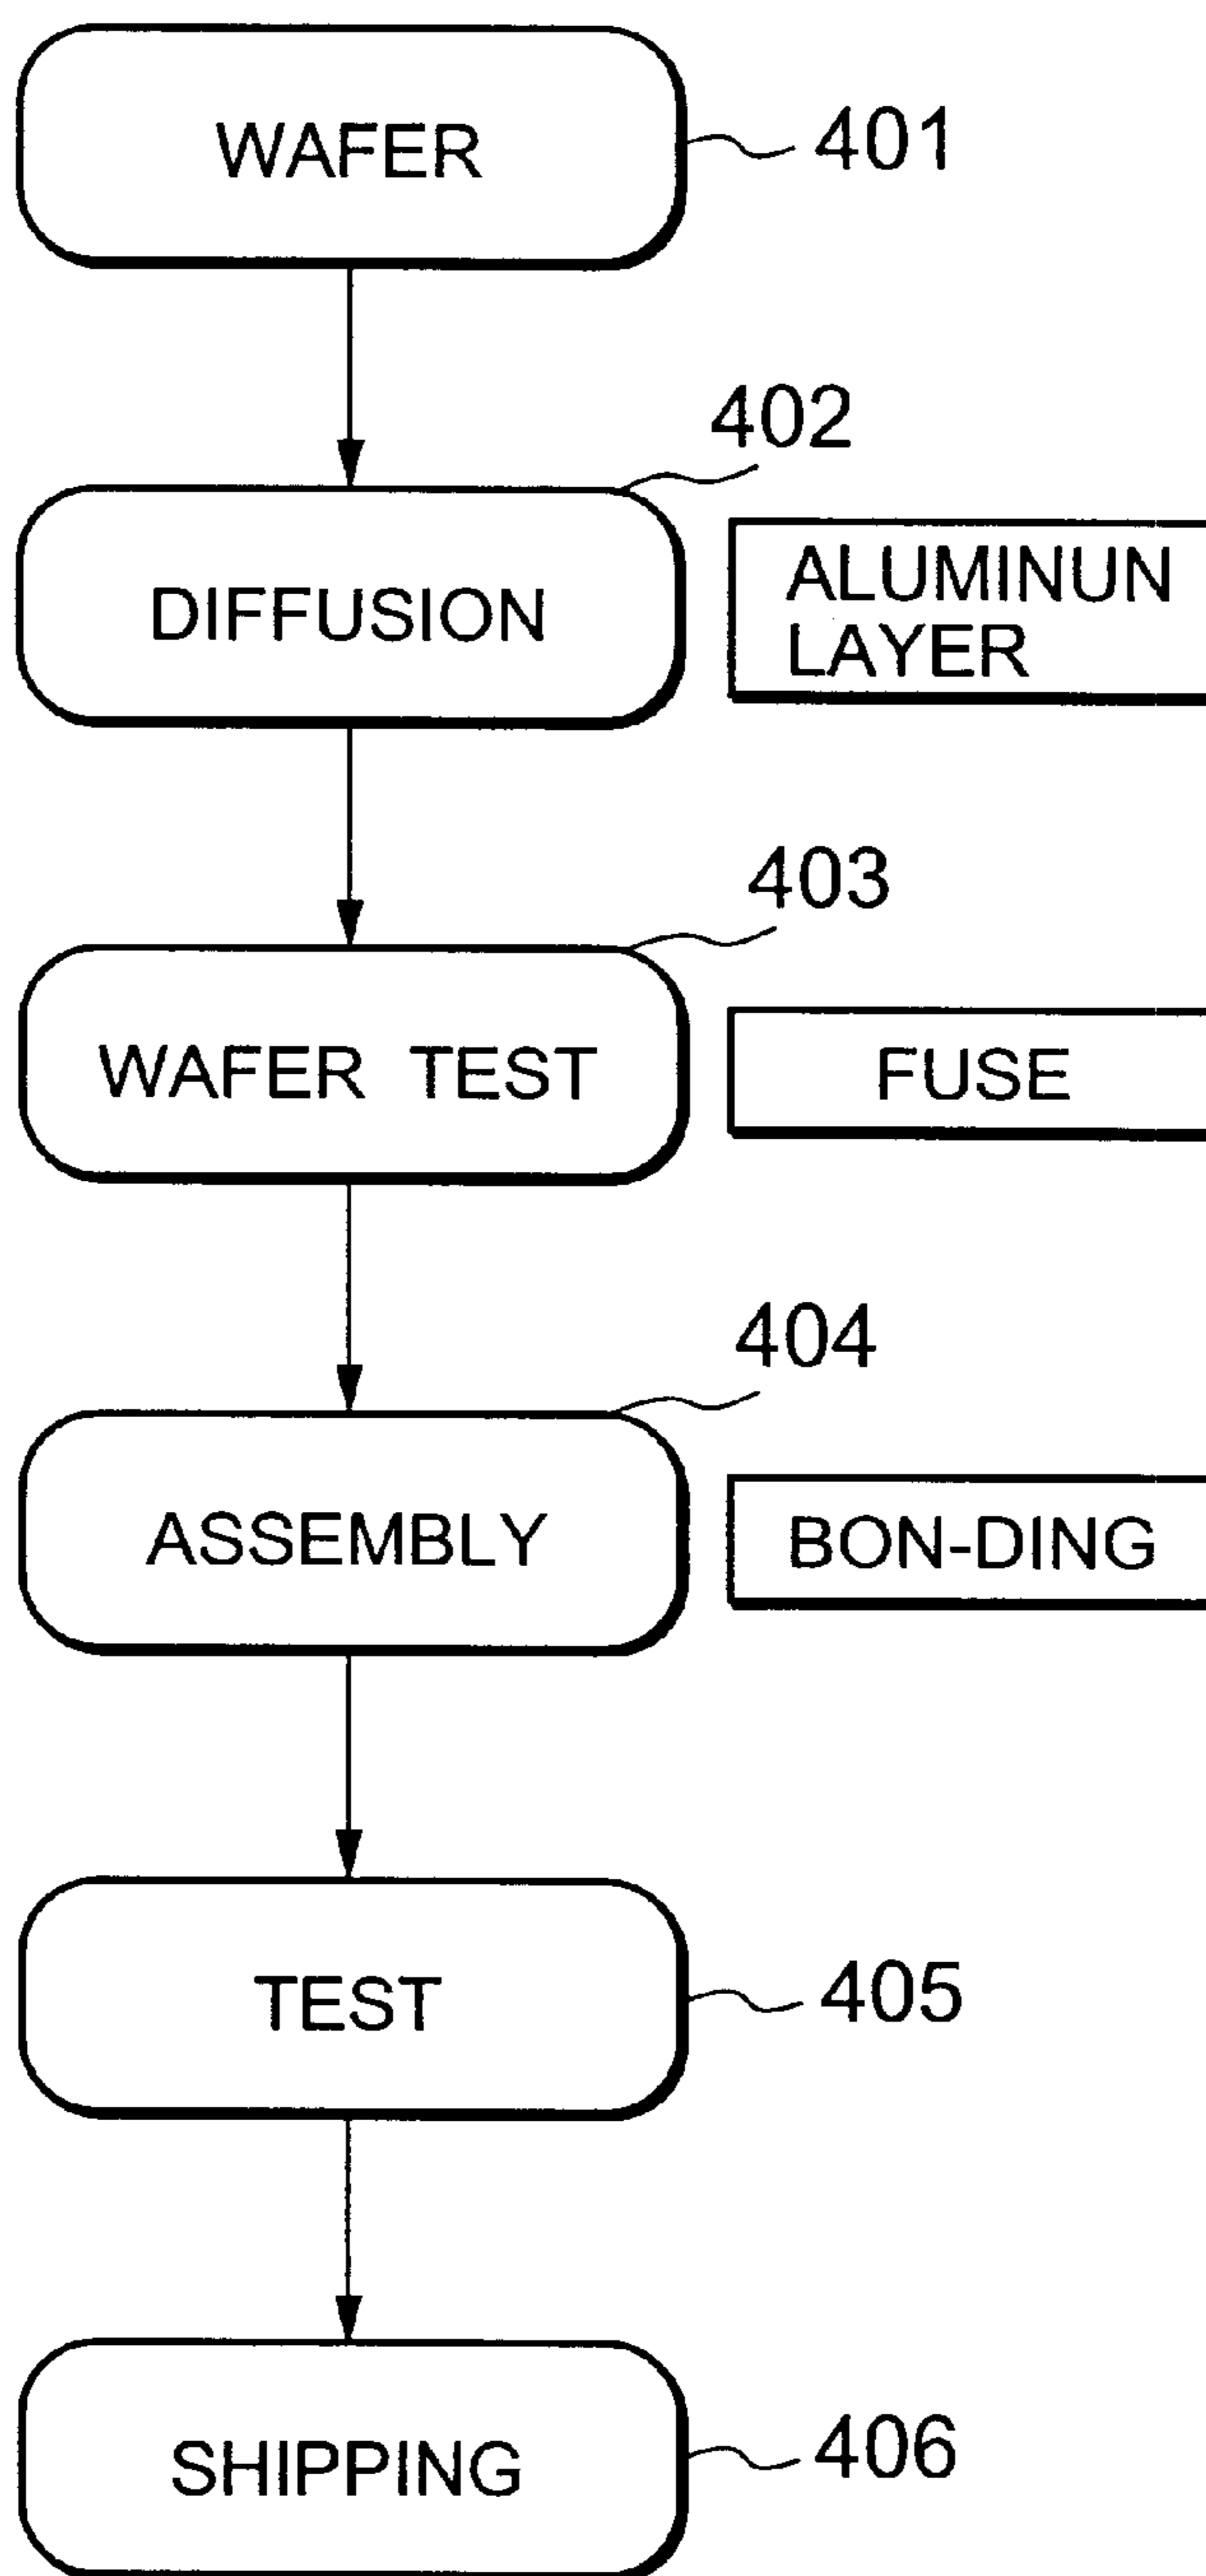 WAFER
401
402
DIFFUSION
ALUMINUN
LAYER
403
WAFER TEST
FUSE
404
ASSEMBLY
BON-DING
TEST
405
SHIPPING
406